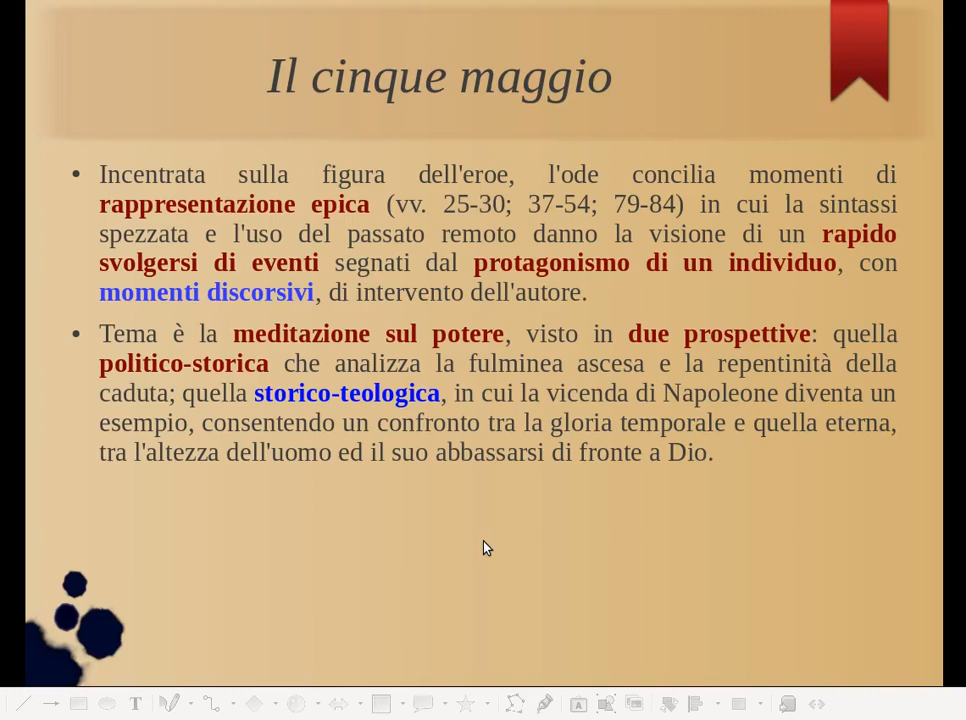 Il cinque maggio
• Incentrata sulla figura dell'eroe, l'ode concilia momenti di
rappresentazione epica (vv. 25-30; 37-54; 79-84) in cui la sintassi
spezzata e l'uso del passato remoto danno la visione di un rapido
svolgersi di eventi segnati dal protagonismo di un individuo, con
momenti discorsivi, di intervento dell'autore.
• Tema è la meditazione sul potere, visto in due prospettive: quella
politico-storica che analizza la fulminea ascesa e la repentinità della
caduta; quella storico-teologica, in cui la vicenda di Napoleone diventa un
esempio, consentendo un confronto tra la gloria temporale e quella eterna,
tra l'altezza dell'uomo ed il suo abbassarsi di fronte a Dio.
T
A